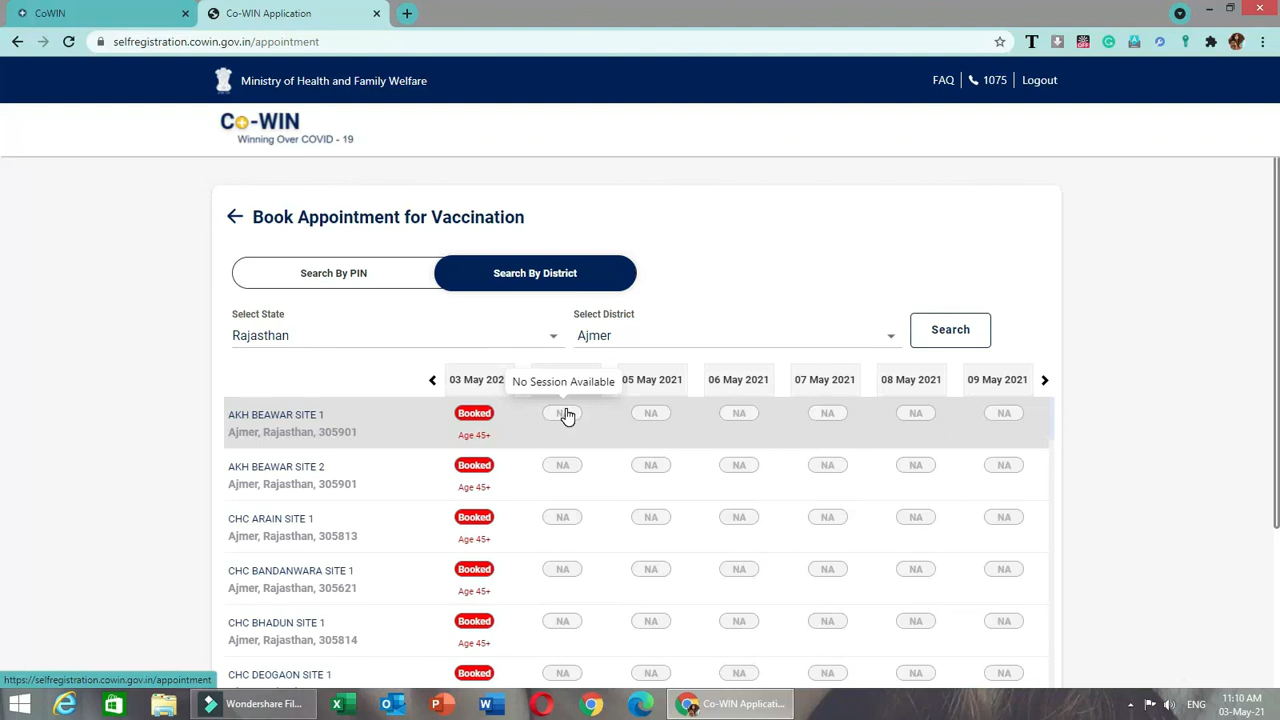 CoWIN
Co-WIN Application
selfregistration.cowin.gov.in/appointment
Ministry of Health and Family Welfare
FAQ 1075 Logout
Co-WIN
Winning Over COVID - 19
Book Appointment for Vaccination
Search By PIN Search By District
Select State Select District
Rajasthan Ajmer Search
03 May 202 05 May 2021 06 May 2021 07 May 2021 08 May 2021 09 May 2021
No Session Available
AKH BEAWAR SITE 1 Booked NA NA NA NA NA
Ajmer, Rajasthan, 305901 Age 45+
AKH BEAWAR SITE 2 Booked NA NA NA NA NA NA
Ajmer, Rajasthan, 305901 Age 45+
CHC ARAIN SITE 1 Booked NA NA NA NA NA NA
Ajmer, Rajasthan, 305813 Age 45+
CHC BANDANWARA SITE 1 Booked NA NA NA NA NA NA
Ajmer, Rajasthan, 305621 Age 45+
CHC BHADUN SITE 1 Booked NA NA NA NA NA NA
Ajmer, Rajasthan, 305814 Age 45+
CHC DEOGAON SITE 1 Booked NA NA NA NA NA NA
https://selfregistration.cowin.gov.in/appointment
Wondershare Fil... Co-WIN Applicati... ENG 11:10 AM
03-May-21